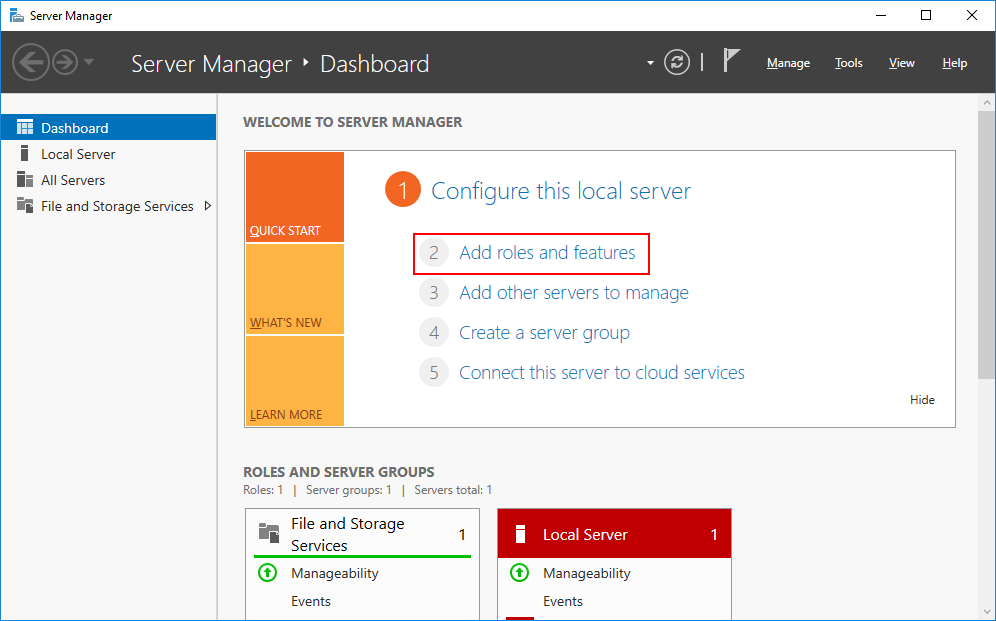 Server Manager
Server Manager ‣ Dashboard
Manage
Tools
View
Help
Dashboard
Local Server
All Servers
File and Storage Services
WELCOME TO SERVER MANAGER
QUICK START
WHAT'S NEW
LEARN MORE
1 Configure this local server
2 Add roles and features
3 Add other servers to manage
4 Create a server group
5 Connect this server to cloud services
Hide
ROLES AND SERVER GROUPS
Roles: 1 | Server groups: 1 | Servers total: 1
File and Storage
Services
1
Manageability
Events
Local Server 1
Manageability
Events